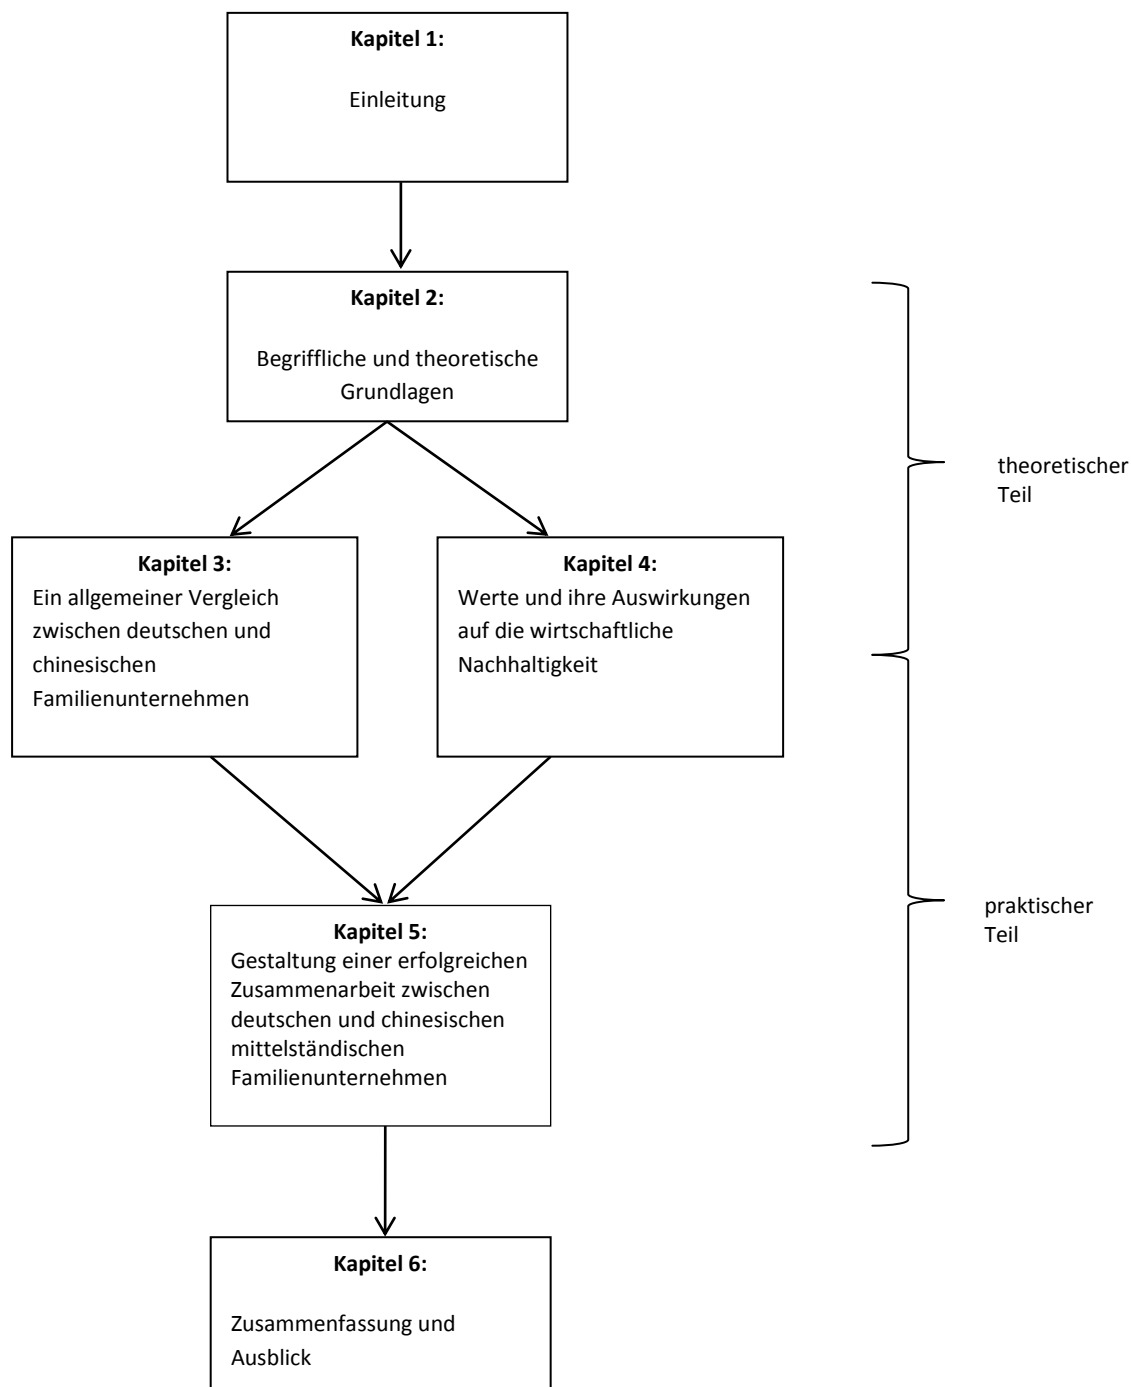 Kapitel 1:
Einleitung
Kapitel 2:
Begriffliche und theoretische
Grundlagen
theoretischer
Teil
Kapitel 3:
Ein allgemeiner Vergleich
zwischen deutschen und
chinesischen
Familienunternehmen
Kapitel 4:
Werte und ihre Auswirkungen
auf die wirtschaftliche
Nachhaltigkeit
Kapitel 5:
Gestaltung einer erfolgreichen
Zusammenarbeit zwischen
deutschen und chinesischen
mittelständischen
Familienunternehmen
praktischer
Teil
Kapitel 6:
Zusammenfassung und
Ausblick